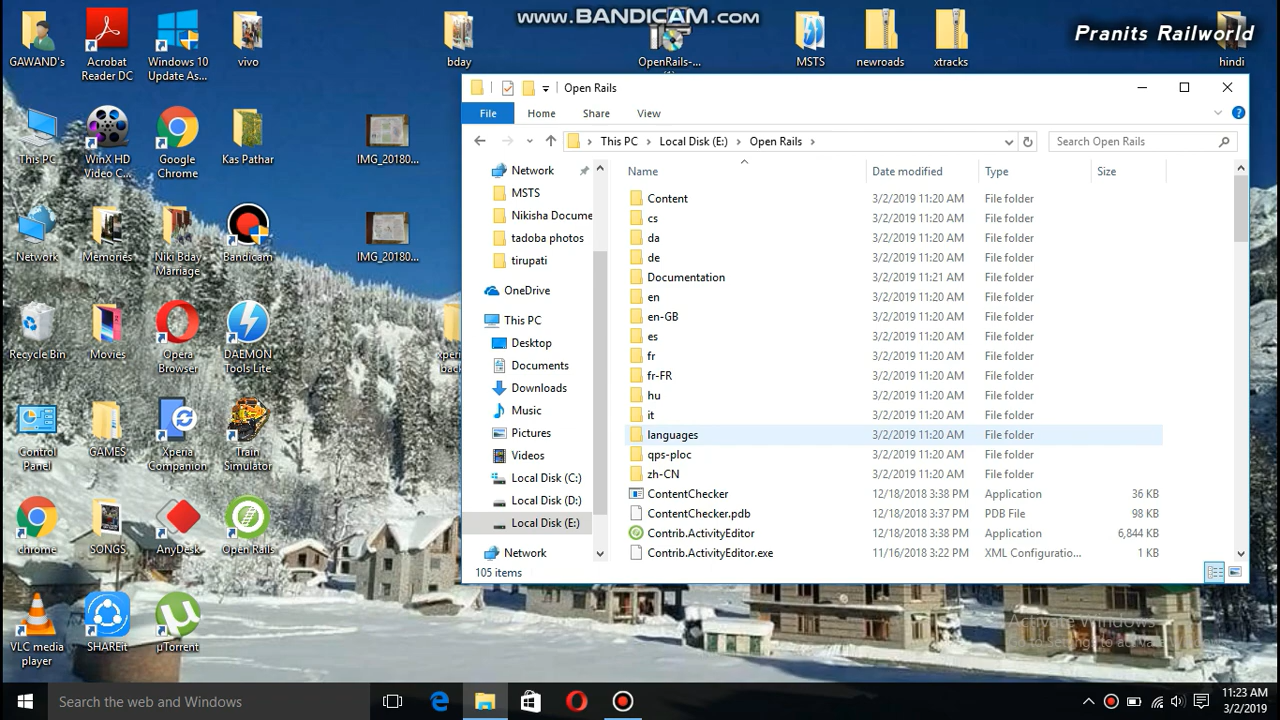 www.BANDICAM.com
Pranits Railworld
GAWAND's
Acrobat Reader DC
Windows 10 Update As...
vivo
bday
OpenRails-...
MSTS
newroads
xtracks
hindi
This PC
WinX HD Video C...
Google Chrome
Kas Pathar
IMG_20180...
Network
Memories
Niki Bday Marriage
Bandicam
IMG_20180...
Recycle Bin
Movies
Opera Browser
DAEMON Tools Lite
Control Panel
GAMES
Xperia Companion
Train Simulator
chrome
SONGS
AnyDesk
Open Rails
VLC media player
SHAREit
µTorrent
Open Rails
File Home Share View
This PC Local Disk (E:) Open Rails
Search Open Rails
Network
MSTS
Nikisha Docume
tadoba photos
tirupati
OneDrive
This PC
Desktop
Documents
Downloads
Music
Pictures
Videos
Local Disk (C:)
Local Disk (D:)
Local Disk (E:)
Network
Name Date modified Type Size
Content 3/2/2019 11:20 AM File folder
cs 3/2/2019 11:20 AM File folder
da 3/2/2019 11:20 AM File folder
de 3/2/2019 11:20 AM File folder
Documentation 3/2/2019 11:21 AM File folder
en 3/2/2019 11:20 AM File folder
en-GB 3/2/2019 11:20 AM File folder
es 3/2/2019 11:20 AM File folder
fr 3/2/2019 11:20 AM File folder
fr-FR 3/2/2019 11:20 AM File folder
hu 3/2/2019 11:20 AM File folder
it 3/2/2019 11:20 AM File folder
languages 3/2/2019 11:20 AM File folder
qps-ploc 3/2/2019 11:20 AM File folder
zh-CN 3/2/2019 11:20 AM File folder
ContentChecker 12/18/2018 3:38 PM Application 36 KB
ContentChecker.pdb 12/18/2018 3:37 PM PDB File 98 KB
Contrib.ActivityEditor 12/18/2018 3:38 PM Application 6,844 KB
Contrib.ActivityEditor.exe 11/16/2018 3:22 PM XML Configuratio... 1 KB
105 items
Activate Windows
Search the web and Windows
11:23 AM
3/2/2019